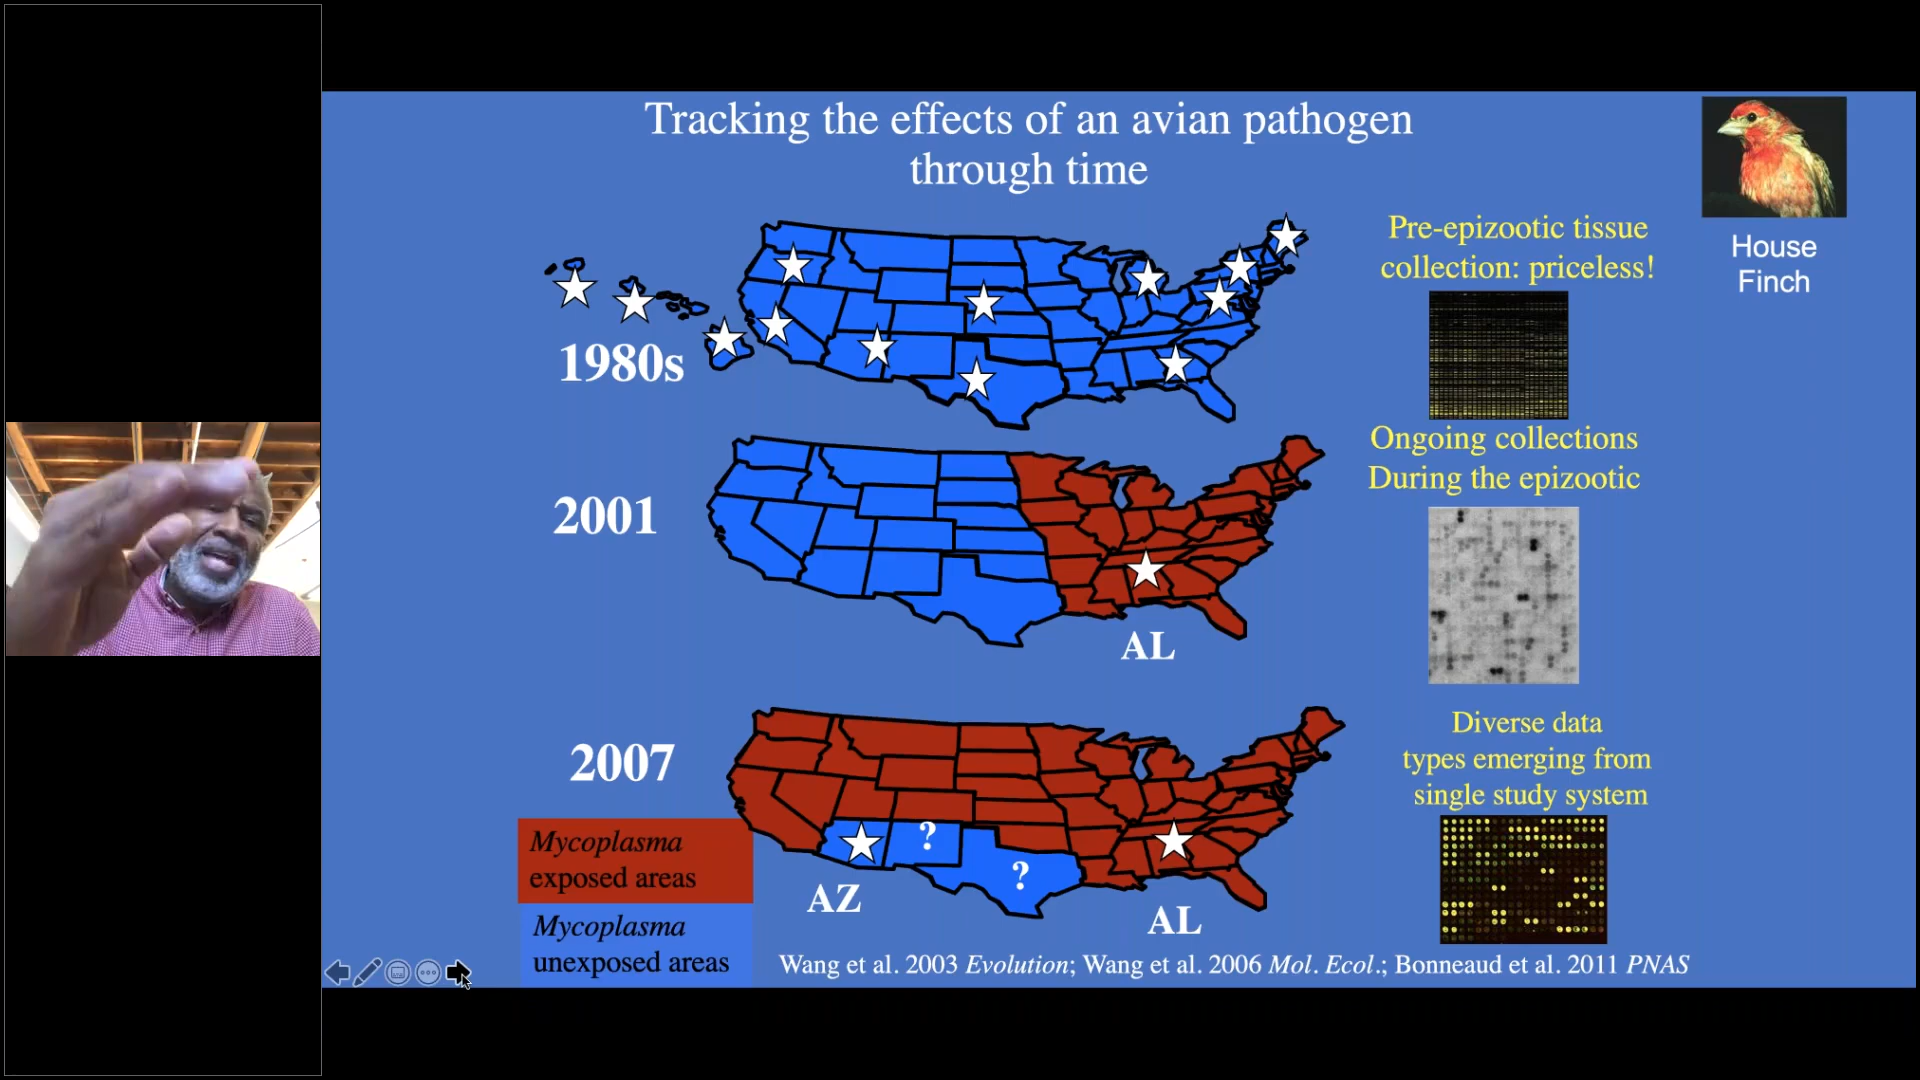 Tracking the effects of an avian pathogen
through time
House
Finch
Pre-epizootic tissue
collection: priceless!
1980s
Ongoing collections
During the epizootic
2001
AL
Diverse data
types emerging from
single study system
2007
?
?
AZ
AL
Mycoplasma
exposed areas
Mycoplasma
unexposed areas
Wang et al. 2003 Evolution; Wang et al. 2006 Mol. Ecol.; Bonneaud et al. 2011 PNAS